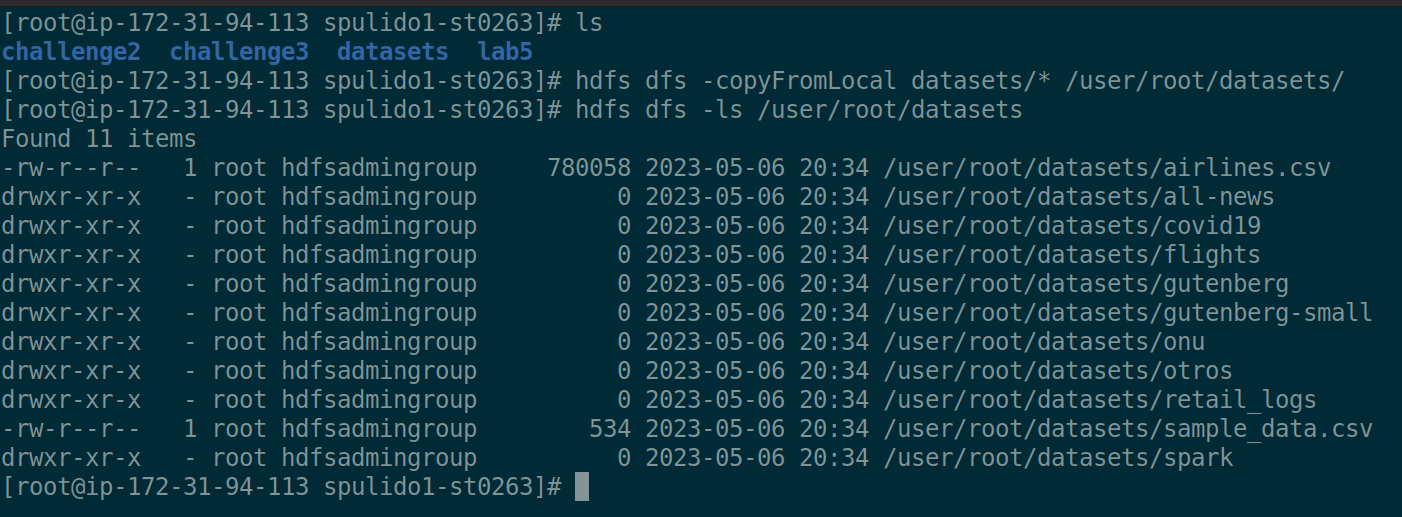 [root@ip-172-31-94-113 spulido1-st0263]# ls
challenge2  challenge3  datasets  lab5
[root@ip-172-31-94-113 spulido1-st0263]# hdfs dfs -copyFromLocal datasets/* /user/root/datasets/
[root@ip-172-31-94-113 spulido1-st0263]# hdfs dfs -ls /user/root/datasets
Found 11 items
-rw-r--r--   1 root hdfsadmingroup     780058 2023-05-06 20:34 /user/root/datasets/airlines.csv
drwxr-xr-x   - root hdfsadmingroup          0 2023-05-06 20:34 /user/root/datasets/all-news
drwxr-xr-x   - root hdfsadmingroup          0 2023-05-06 20:34 /user/root/datasets/covid19
drwxr-xr-x   - root hdfsadmingroup          0 2023-05-06 20:34 /user/root/datasets/flights
drwxr-xr-x   - root hdfsadmingroup          0 2023-05-06 20:34 /user/root/datasets/gutenberg
drwxr-xr-x   - root hdfsadmingroup          0 2023-05-06 20:34 /user/root/datasets/gutenberg-small
drwxr-xr-x   - root hdfsadmingroup          0 2023-05-06 20:34 /user/root/datasets/onu
drwxr-xr-x   - root hdfsadmingroup          0 2023-05-06 20:34 /user/root/datasets/otros
drwxr-xr-x   - root hdfsadmingroup          0 2023-05-06 20:34 /user/root/datasets/retail_logs
-rw-r--r--   1 root hdfsadmingroup        534 2023-05-06 20:34 /user/root/datasets/sample_data.csv
drwxr-xr-x   - root hdfsadmingroup          0 2023-05-06 20:34 /user/root/datasets/spark
[root@ip-172-31-94-113 spulido1-st0263]#